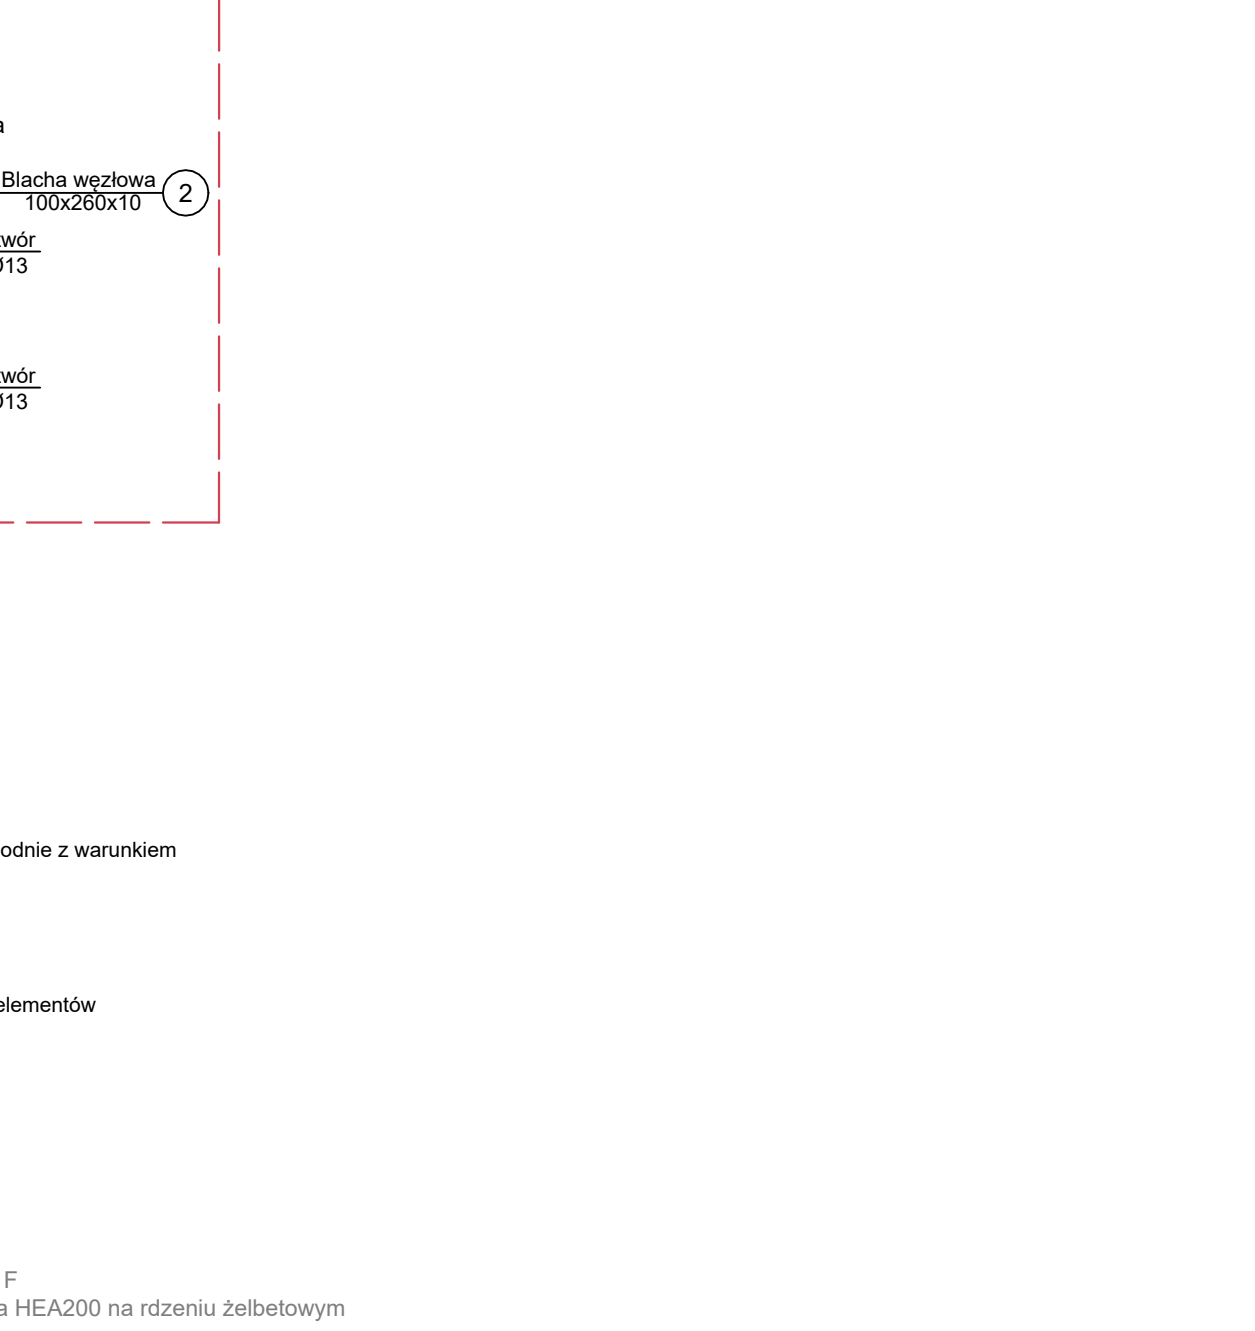 a
Blacha węzłowa
100x260x10
2
wór
13
wór
13
odnie z warunkiem
elementów
F
a HEA200 na rdzeniu żelbetowym